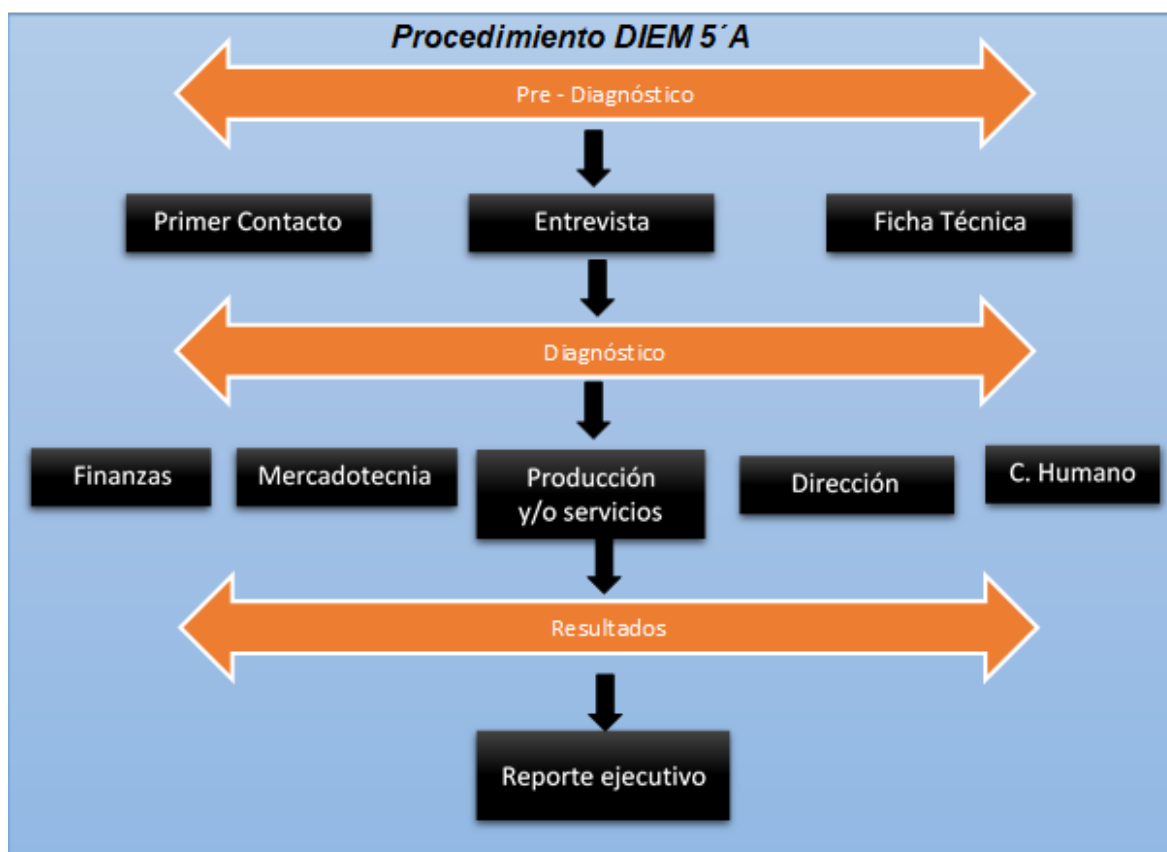 Procedimiento DIEM 5´A
Pre - Diagnóstico
Primer Contacto
Entrevista
Ficha Técnica
Diagnóstico
Finanzas
Mercadotecnia
Producción
y/o servicios
Dirección
C. Humano
Resultados
Reporte ejecutivo